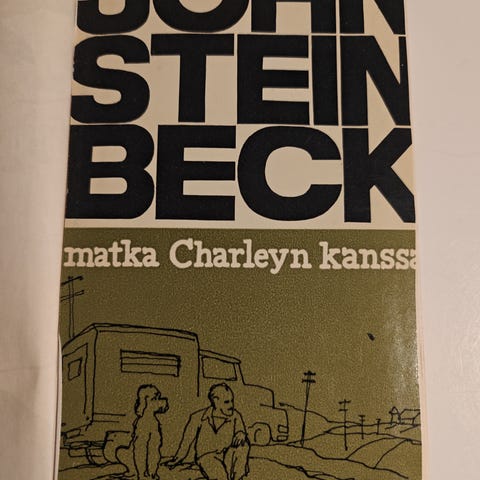 JOHN
STEIN
BECK
matka Charleyn kanssa